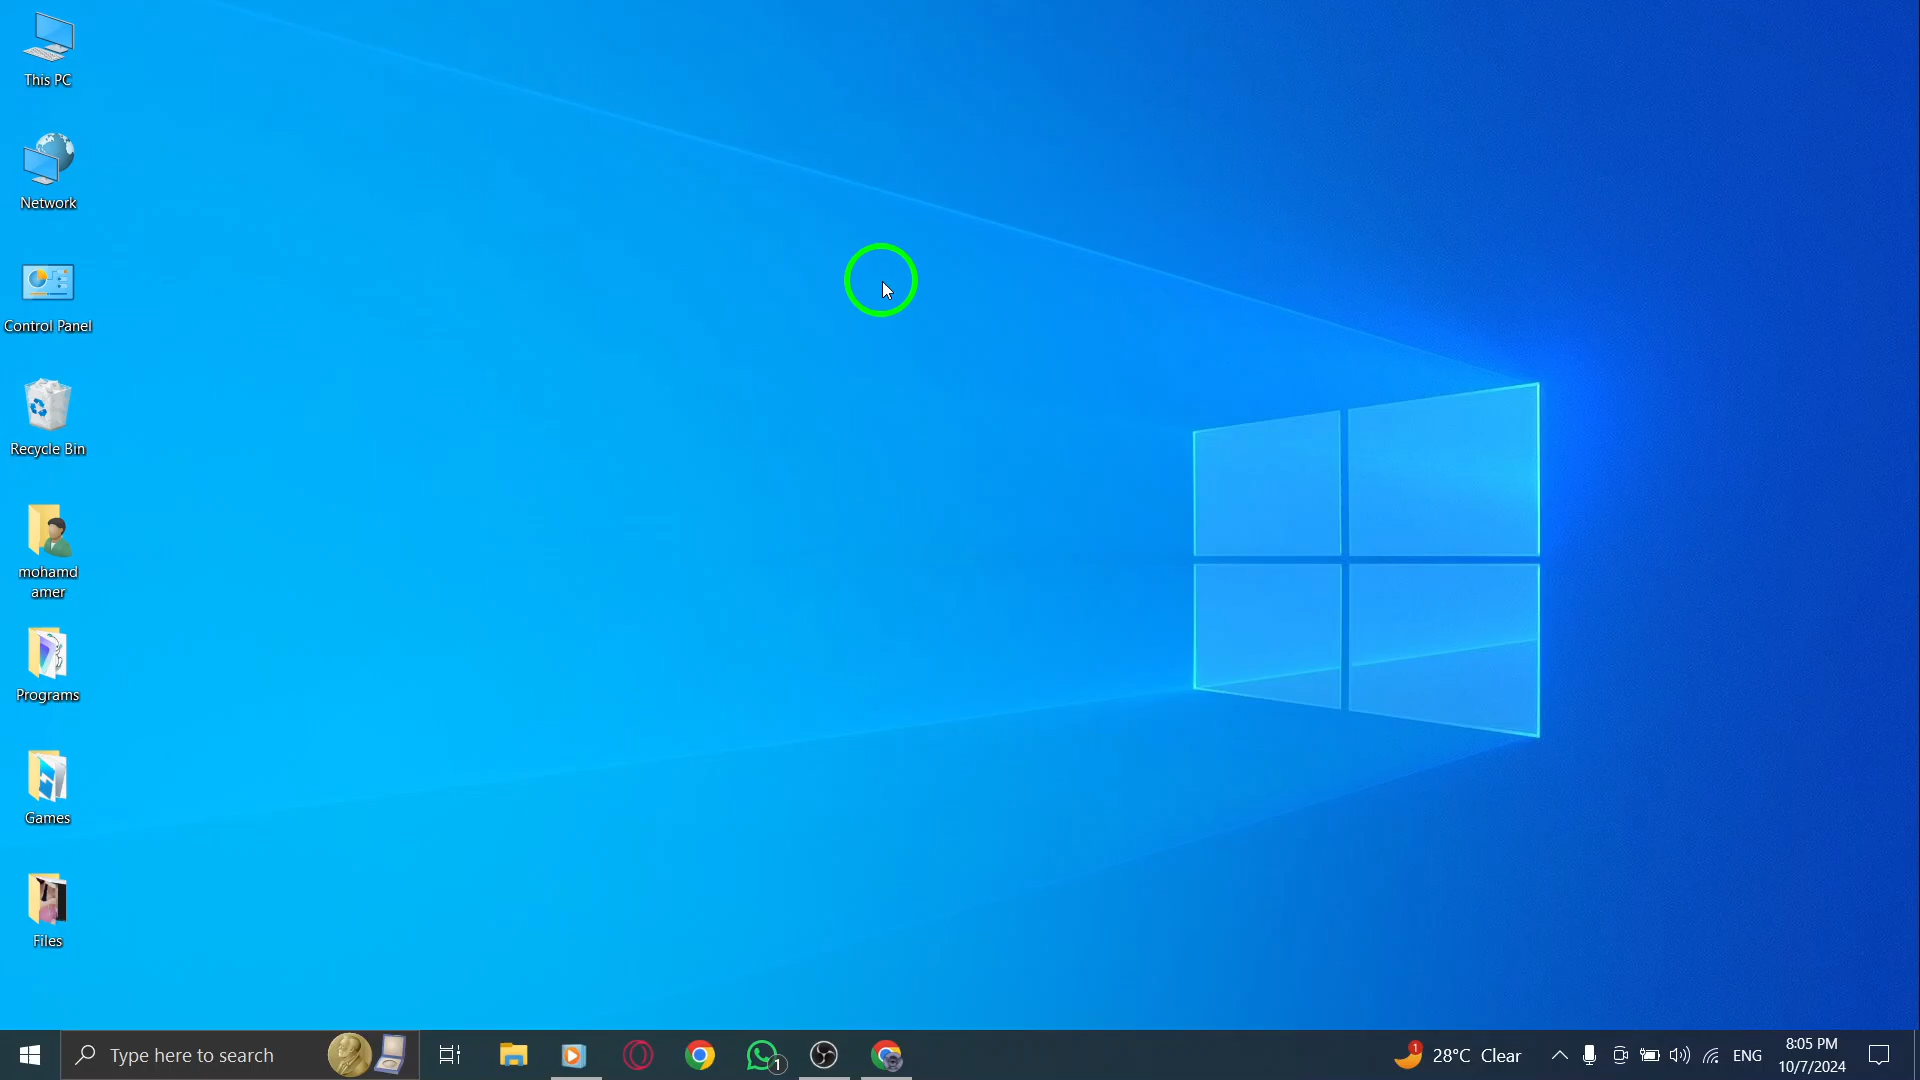 This PC
Network
Control Panel
Recycle Bin
mohamd
amer
Programs
Games
Files
Type here to search
1
1
28°C Clear
ENG
8:05 PM
10/7/2024